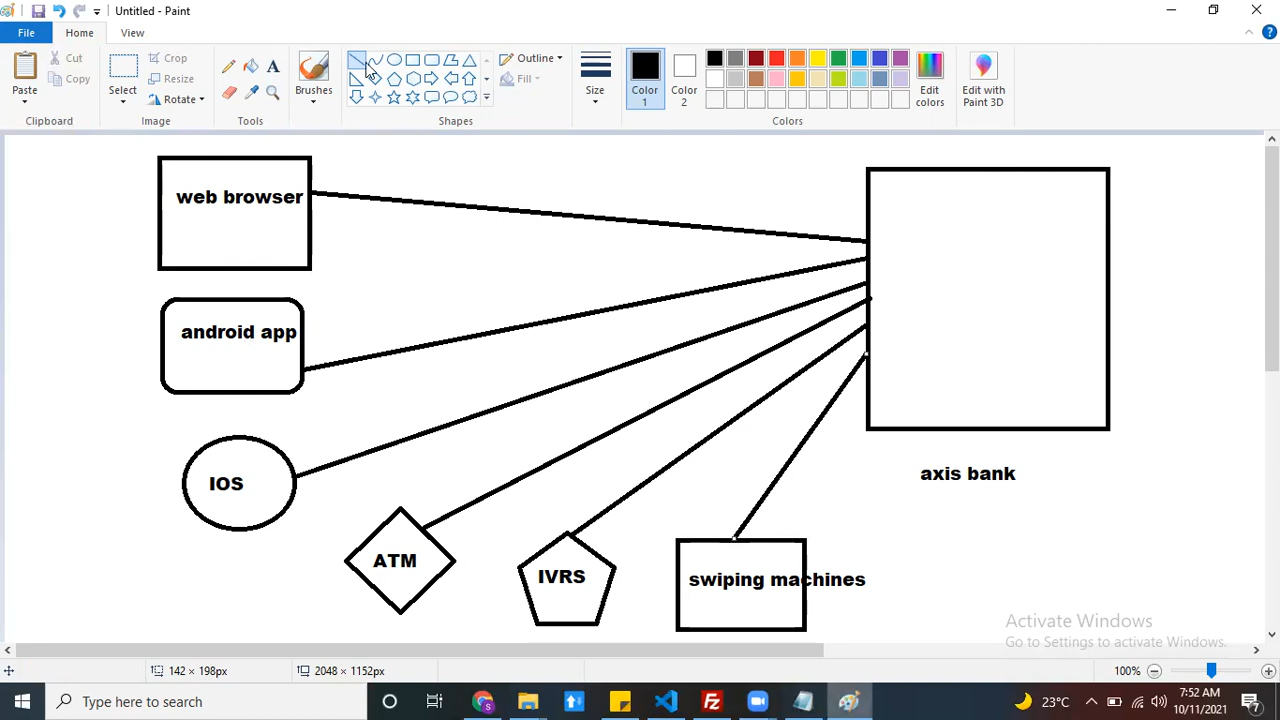 Untitled - Paint
File
Home
View
Paste
Cut
Copy
Clipboard
Select
Crop
Resize
Rotate
Image
Tools
Brushes
Shapes
Outline
Fill
Size
Color
1
Color
2
Edit
colors
Colors
Edit with
Paint 3D
web browser
android app
IOS
ATM
IVRS
swiping machines
axis bank
Activate Windows
Go to Settings to activate Windows.
142 × 198px
2048 × 1152px
100%
Type here to search
23°C
7:52 AM
10/11/2021
7